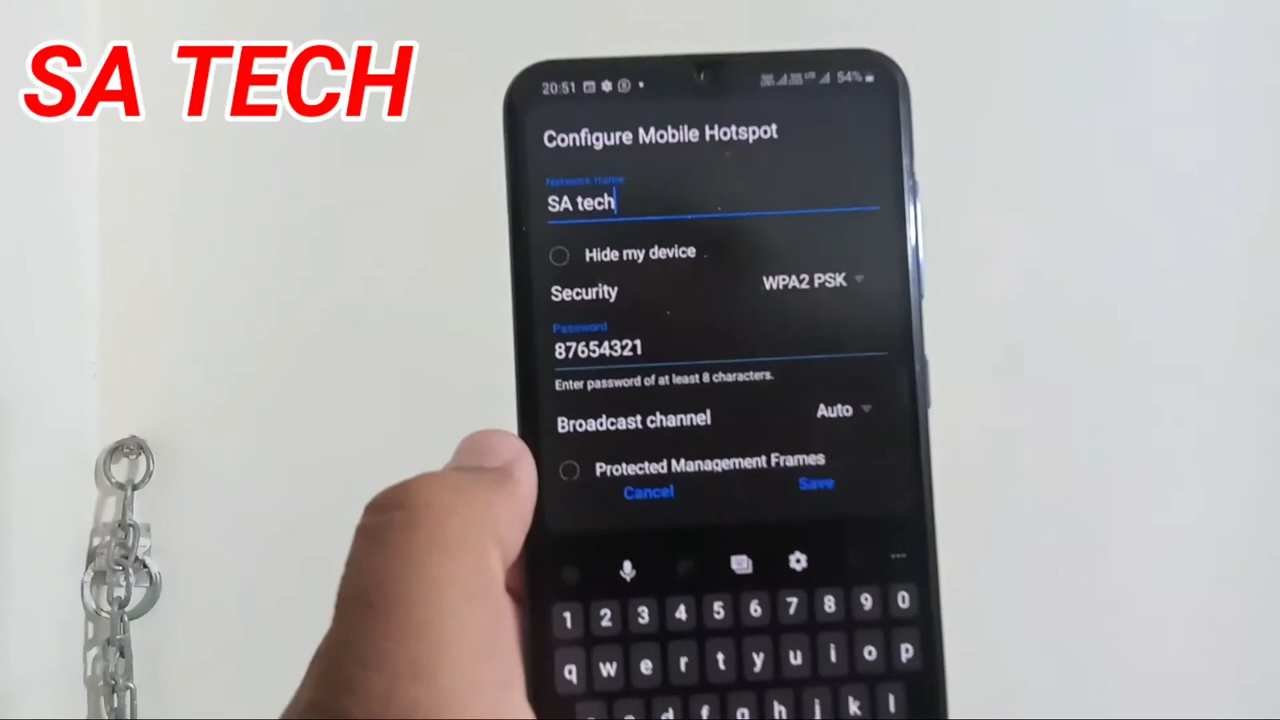 SA TECH
20:51
54%
Configure Mobile Hotspot
Network name
SA tech
Hide my device
Security
WPA2 PSK
Password
87654321
Enter password of at least 8 characters.
Broadcast channel
Auto
Protected Management Frames
Cancel
Save
1 2 3 4 5 6 7 8 9 0
q w e r t y u i o p
d f g h j k l